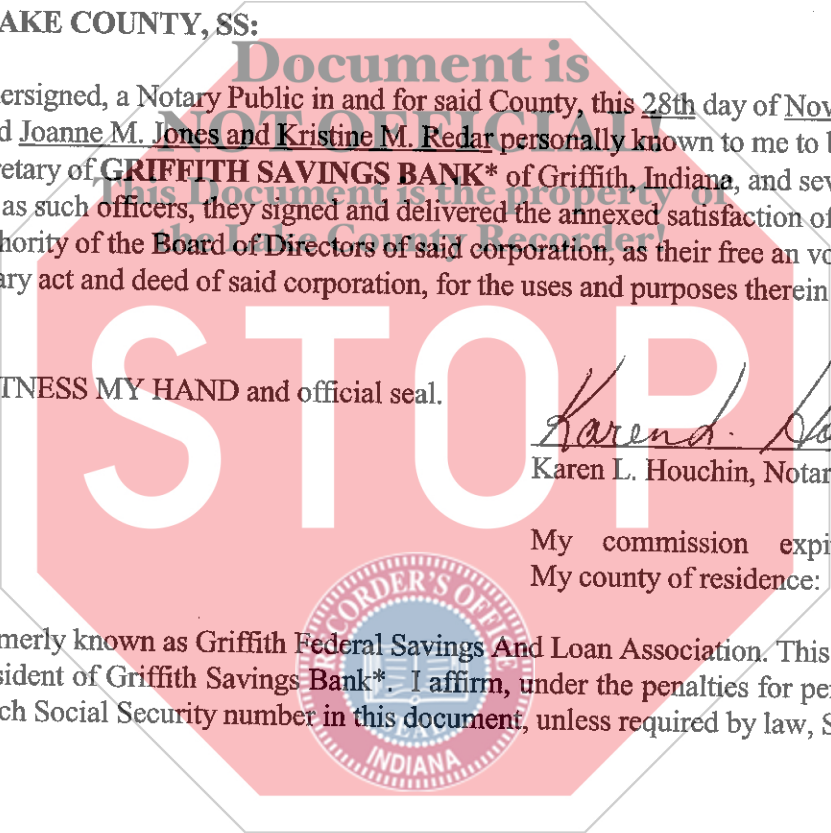 AKE COUNTY, SS:
Document is
ersigned, a Notary Public in and for said County, this 28th day of Nov
NOT OFFICIAL!
d Joanne M. Jones and Kristine M. Redar personally known to me to b
retary of GRIFFITH SAVINGS BANK* of Griffith, Indiana, and sev
This Document is the property of
as such officers, they signed and delivered the annexed satisfaction of
the Lake County Recorder!
hority of the Board of Directors of said corporation, as their free an vo
ary act and deed of said corporation, for the uses and purposes therein
STOP
TNESS MY HAND and official seal.
Karen L. Ho
Karen L. Houchin, Notar
My commission expi
My county of residence:
RECORDER'S OFFICE
SEAL
INDIANA
merly known as Griffith Federal Savings And Loan Association. This
sident of Griffith Savings Bank*. I affirm, under the penalties for per
ch Social Security number in this document, unless required by law, S